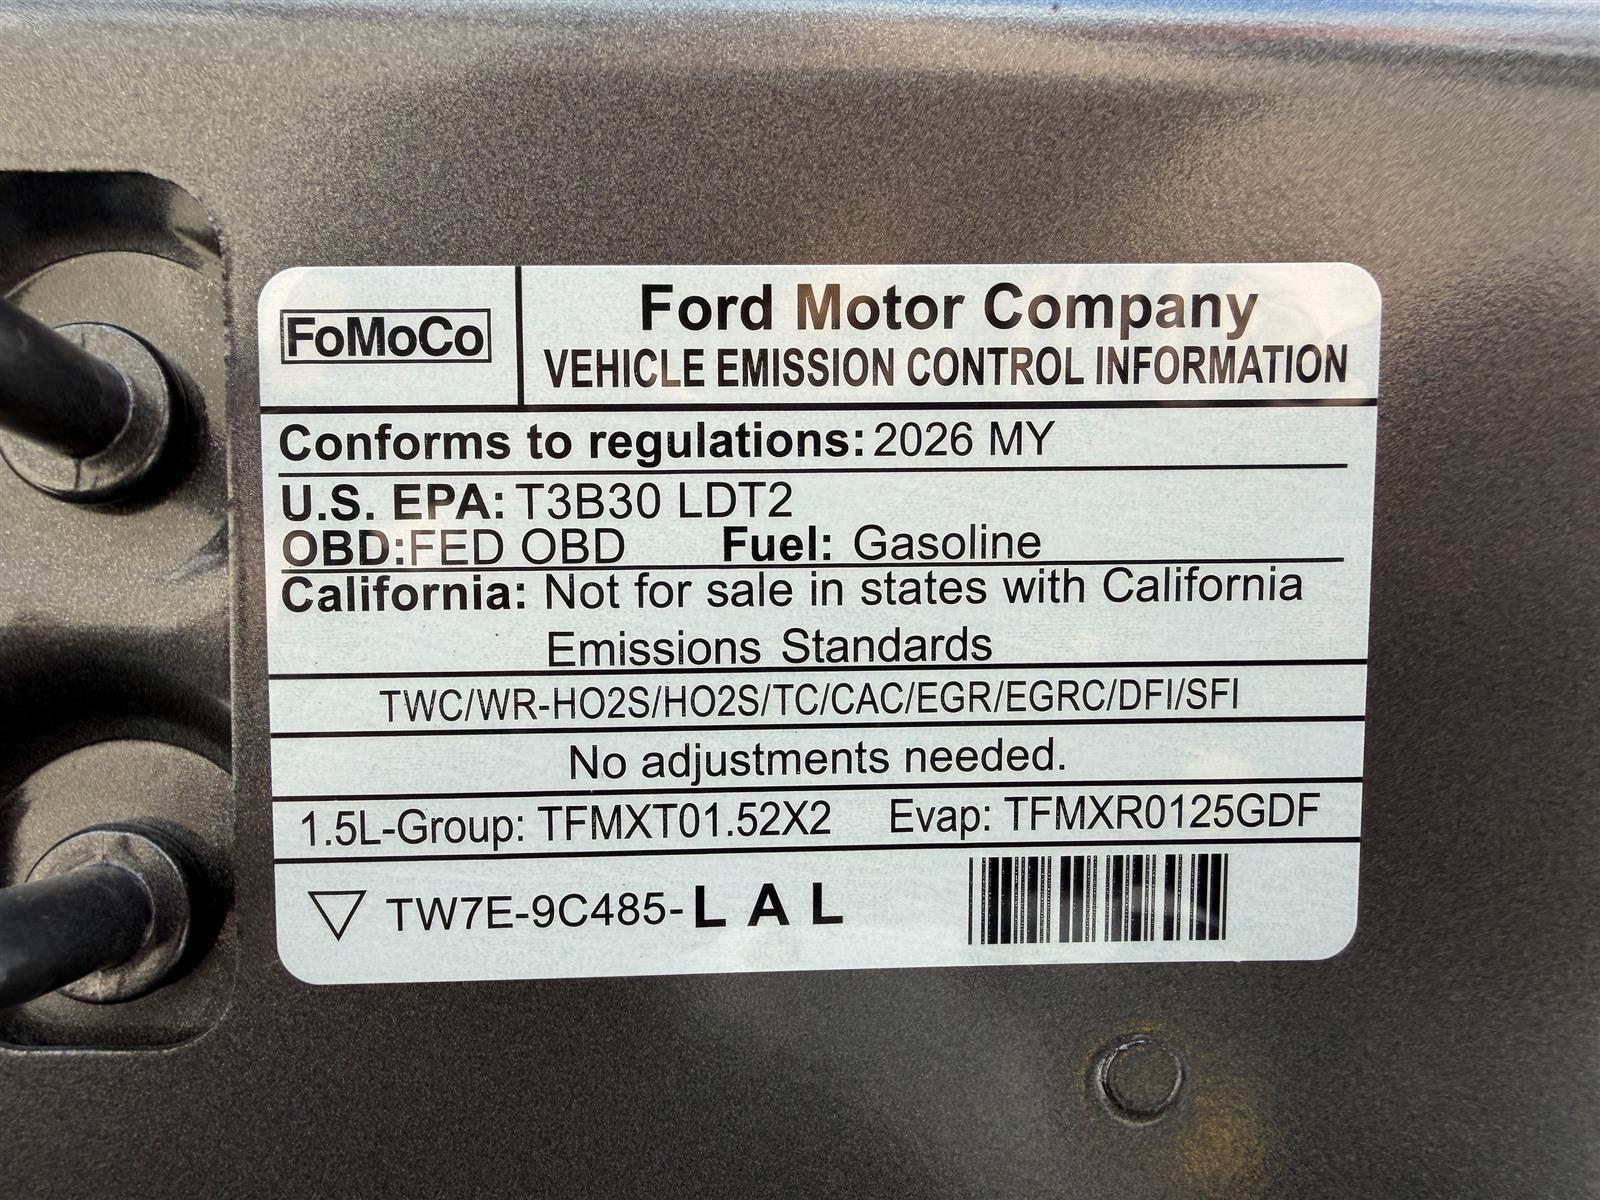 FoMoCo
Ford Motor Company
VEHICLE EMISSION CONTROL INFORMATION
Conforms to regulations: 2026 MY
U.S. EPA: T3B30 LDT2
OBD:FED OBD Fuel: Gasoline
California: Not for sale in states with California
Emissions Standards
TWC/WR-HO2S/HO2S/TC/CAC/EGR/EGRC/DFI/SFI
No adjustments needed.
1.5L-Group: TFMXT01.52X2 Evap: TFMXR0125GDF
TW7E-9C485-L A L